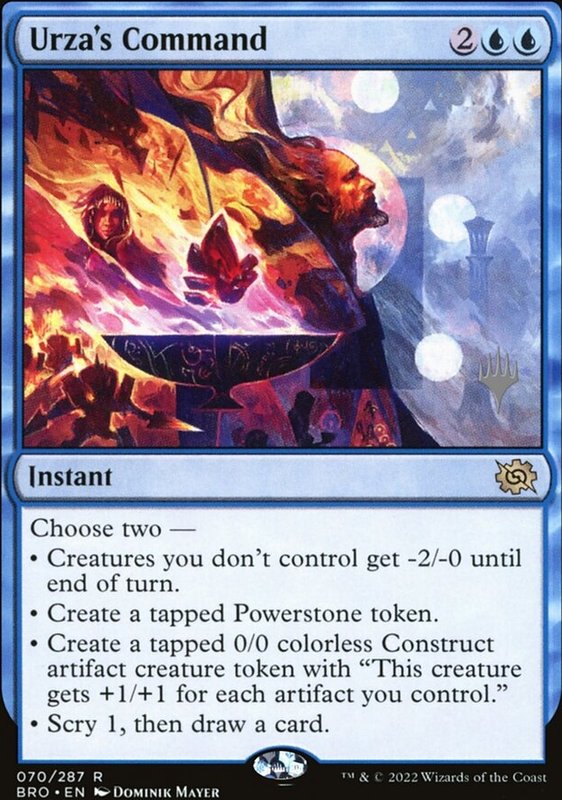 Urza's Command 2
Instant
Choose two —
• Creatures you don't control get -2/-0 until
end of turn.
• Create a tapped Powerstone token.
• Create a tapped 0/0 colorless Construct
artifact creature token with “This creature
gets +1/+1 for each artifact you control.”
• Scry 1, then draw a card.
070/287 R
BRO • EN DOMINIK MAYER
™ & © 2022 Wizards of the Coast